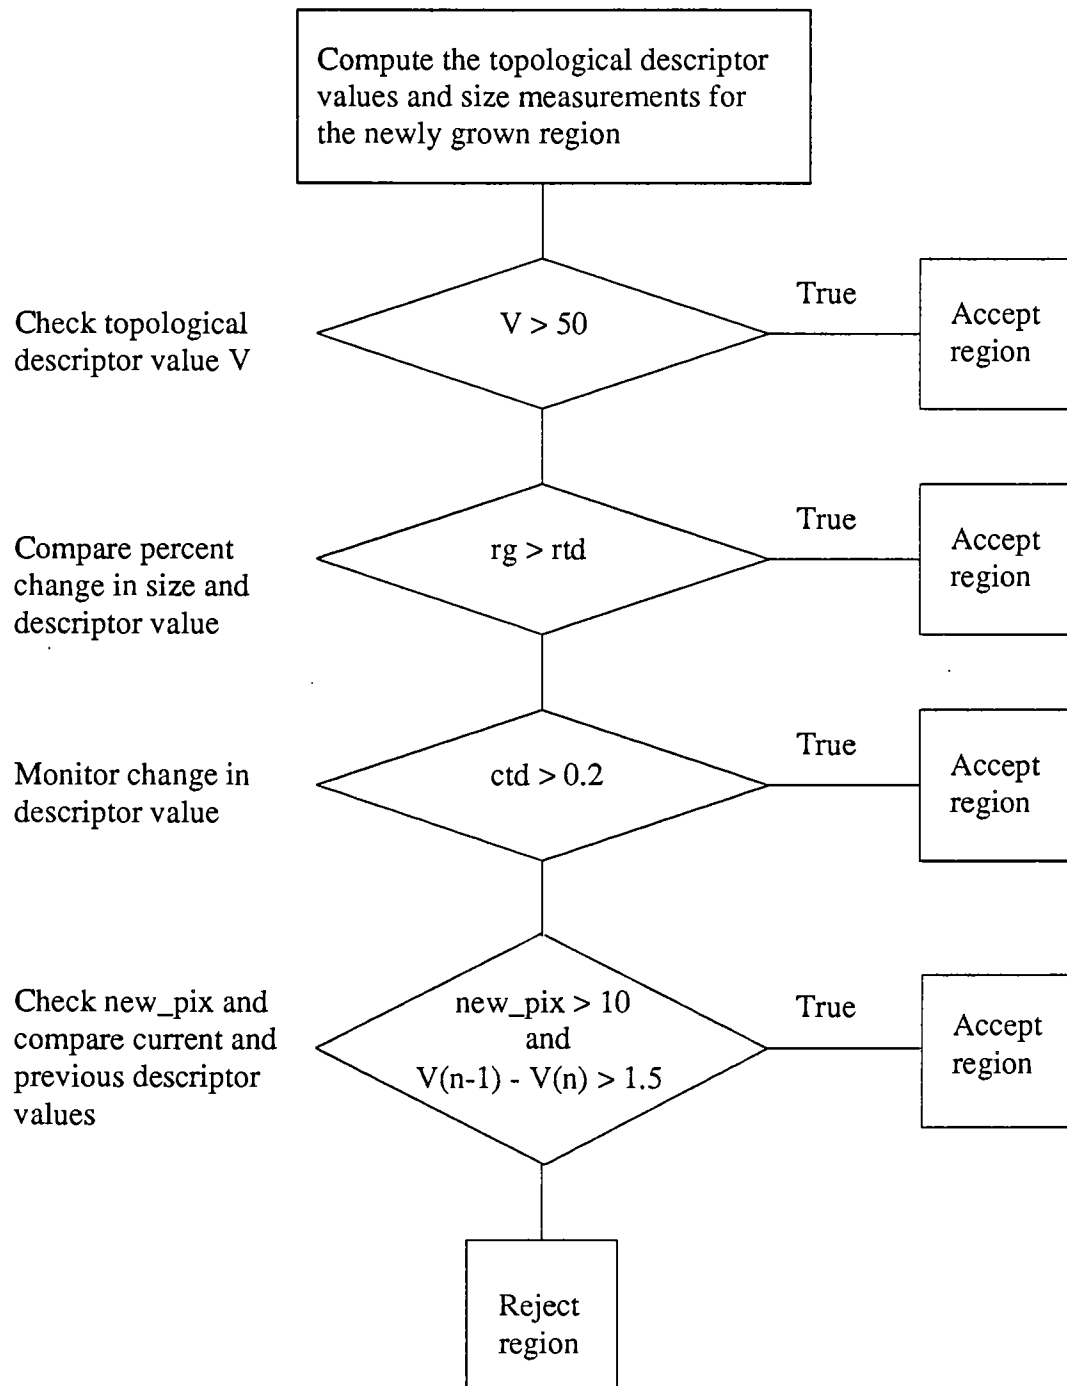 Compute the topological descriptor
values and size measurements for
the newly grown region
Check topological
descriptor value V
V > 50
True
Accept
region
Compare percent
change in size and
descriptor value
rg > rtd
True
Accept
region
Monitor change in
descriptor value
ctd > 0.2
True
Accept
region
Check new_pix and
compare current and
previous descriptor
values
new_pix > 10
and
V(n-1) - V(n) > 1.5
True
Accept
region
Reject
region